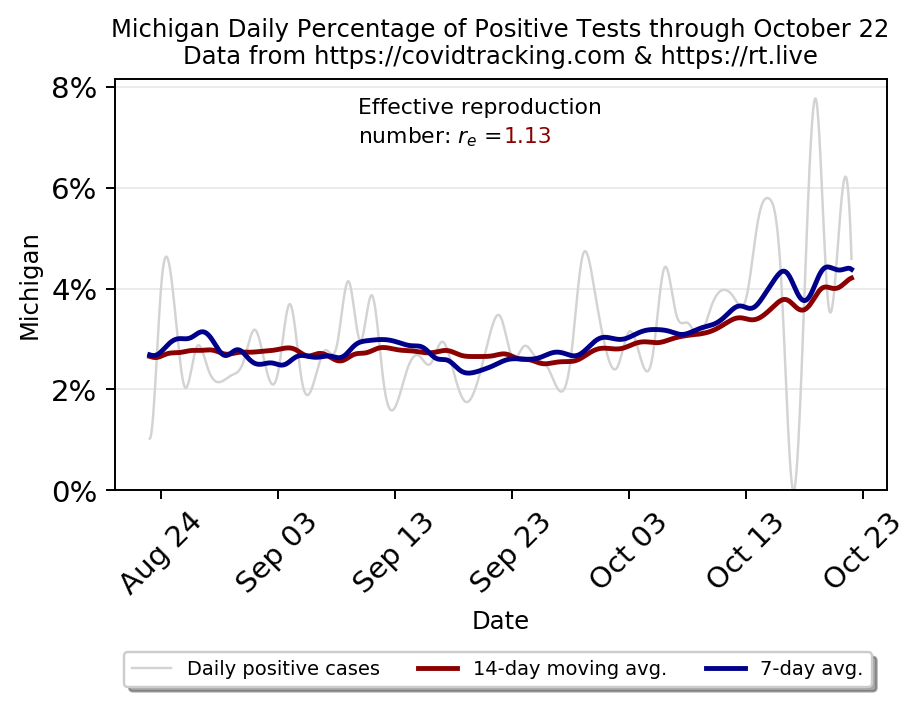 Michigan Daily Percentage of Positive Tests through October 22
Data from https://covidtracking.com & https://rt.live
8%
Effective reproduction
number: rₑ =1.13
6%
Michigan
4%
2%
0%
Aug 24
Sep 03
Sep 13
Sep 23
Oct 03
Oct 13
Oct 23
Date
Daily positive cases
14-day moving avg.
7-day avg.